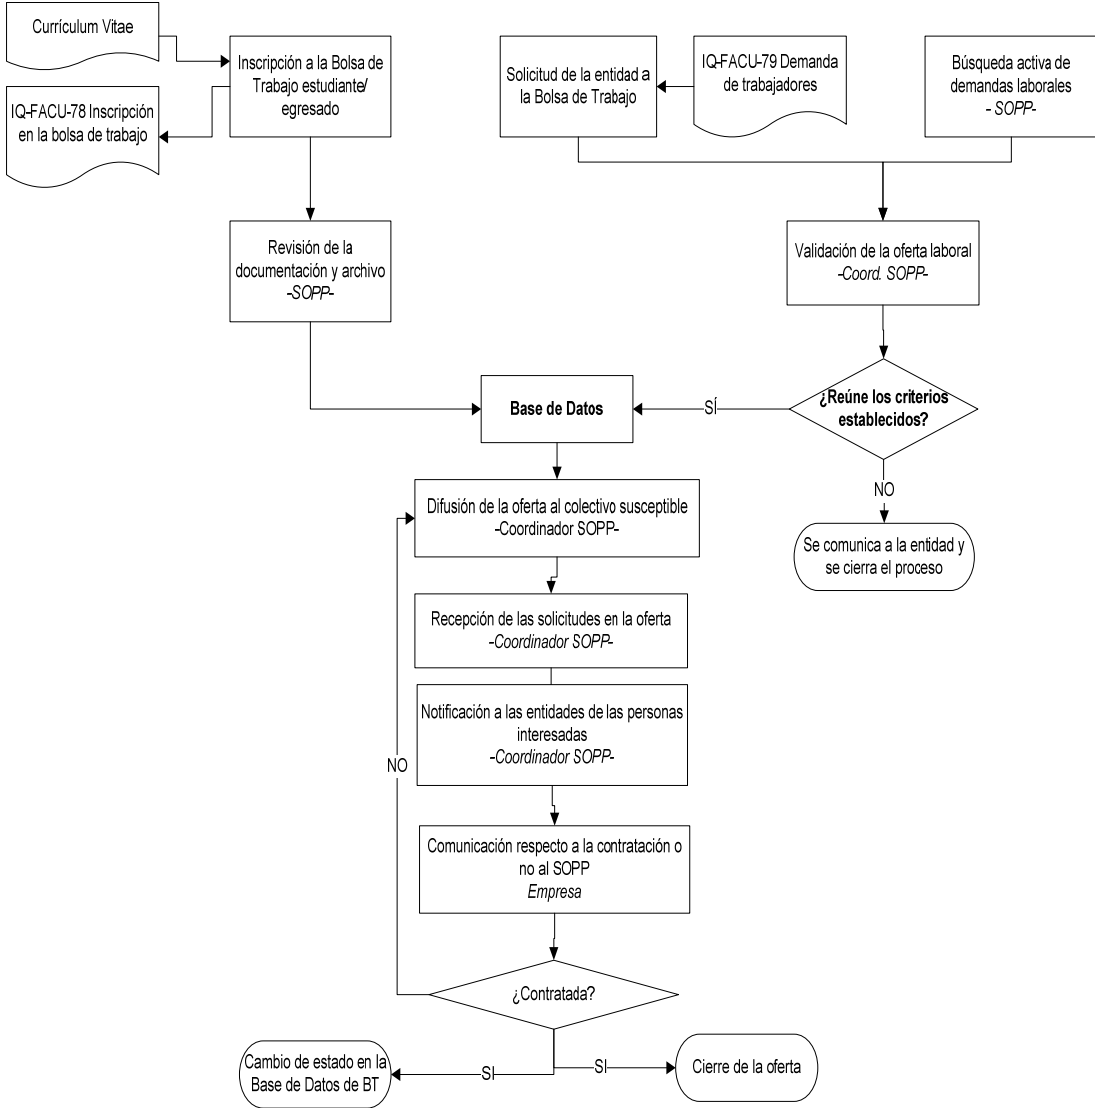 Currículum Vitae
Inscripción a la Bolsa de
Trabajo estudiante/
egresado
IQ-FACU-78 Inscripción
en la bolsa de trabajo
Solicitud de la entidad a
la Bolsa de Trabajo
IQ-FACU-79 Demanda
de trabajadores
Búsqueda activa de
demandas laborales
- SOPP-
Revisión de la
documentación y archivo
-SOPP-
Validación de la oferta laboral
-Coord. SOPP-
¿Reúne los criterios
establecidos?
SÍ
Base de Datos
NO
Se comunica a la entidad y
se cierra el proceso
Difusión de la oferta al colectivo susceptible
-Coordinador SOPP-
Recepción de las solicitudes en la oferta
-Coordinador SOPP-
Notificación a las entidades de las personas
interesadas
-Coordinador SOPP-
NO
Comunicación respecto a la contratación o
no al SOPP
Empresa
¿Contratada?
Cambio de estado en la
Base de Datos de BT
SI
SI
Cierre de la oferta